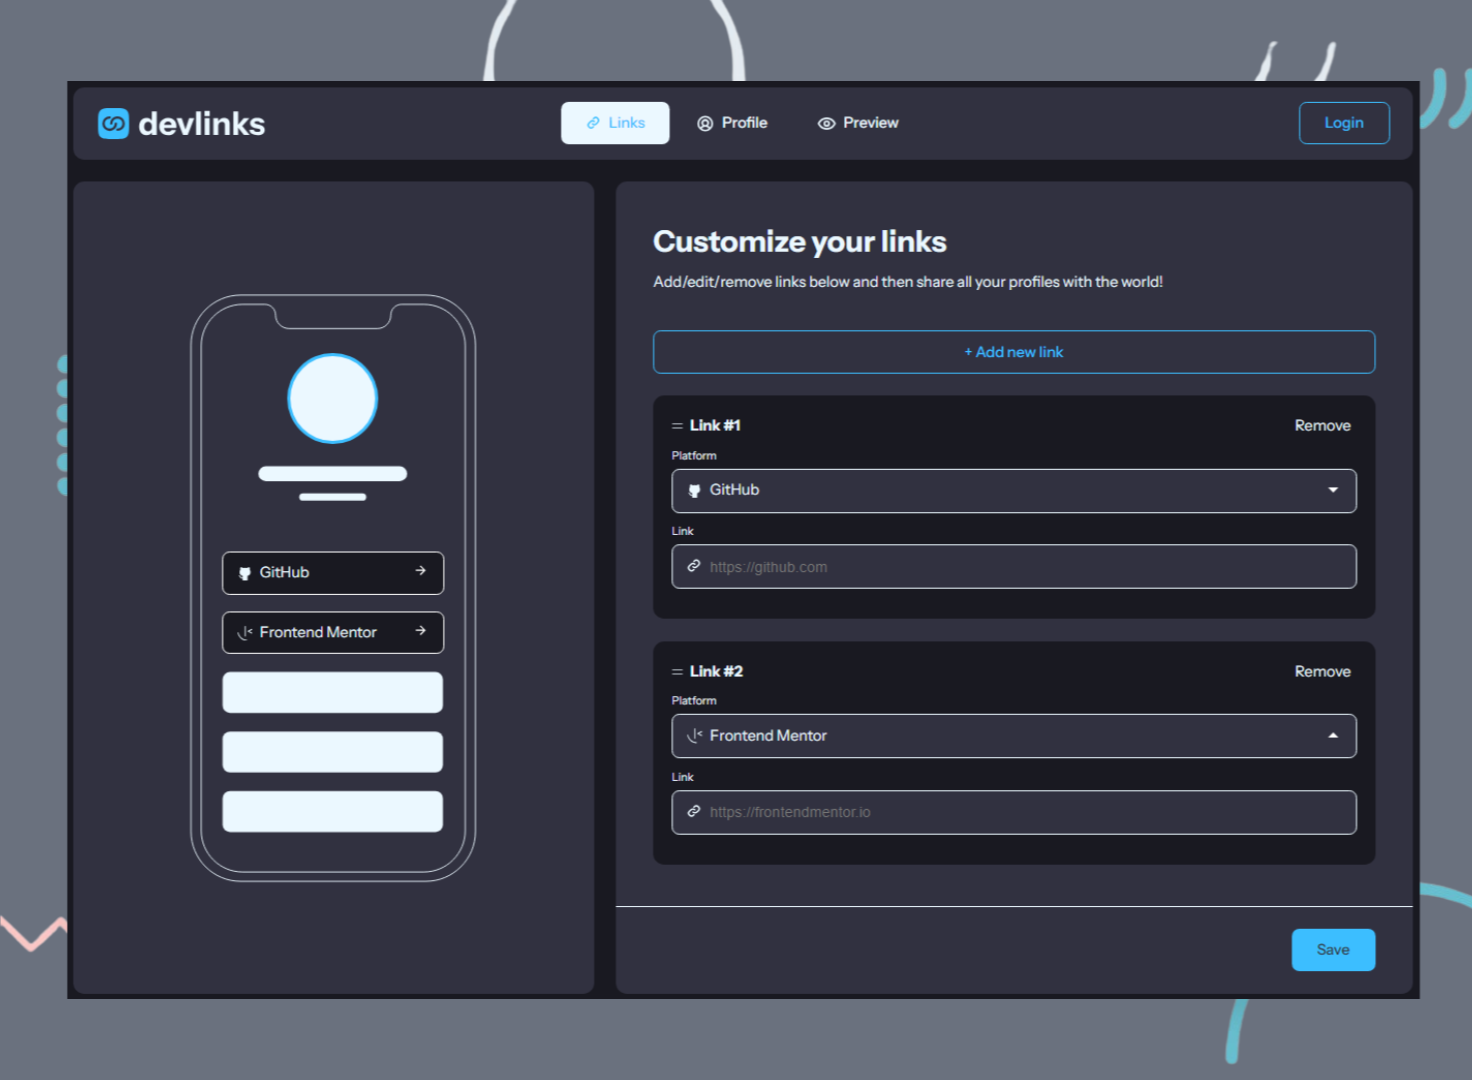 devlinks
Links
Profile
Preview
Login
GitHub
Frontend Mentor
Customize your links
Add/edit/remove links below and then share all your profiles with the world!
+ Add new link
Link #1
Remove
Platform
GitHub
Link
https://github.com
Link #2
Remove
Platform
Frontend Mentor
Link
https://frontendmentor.io
Save